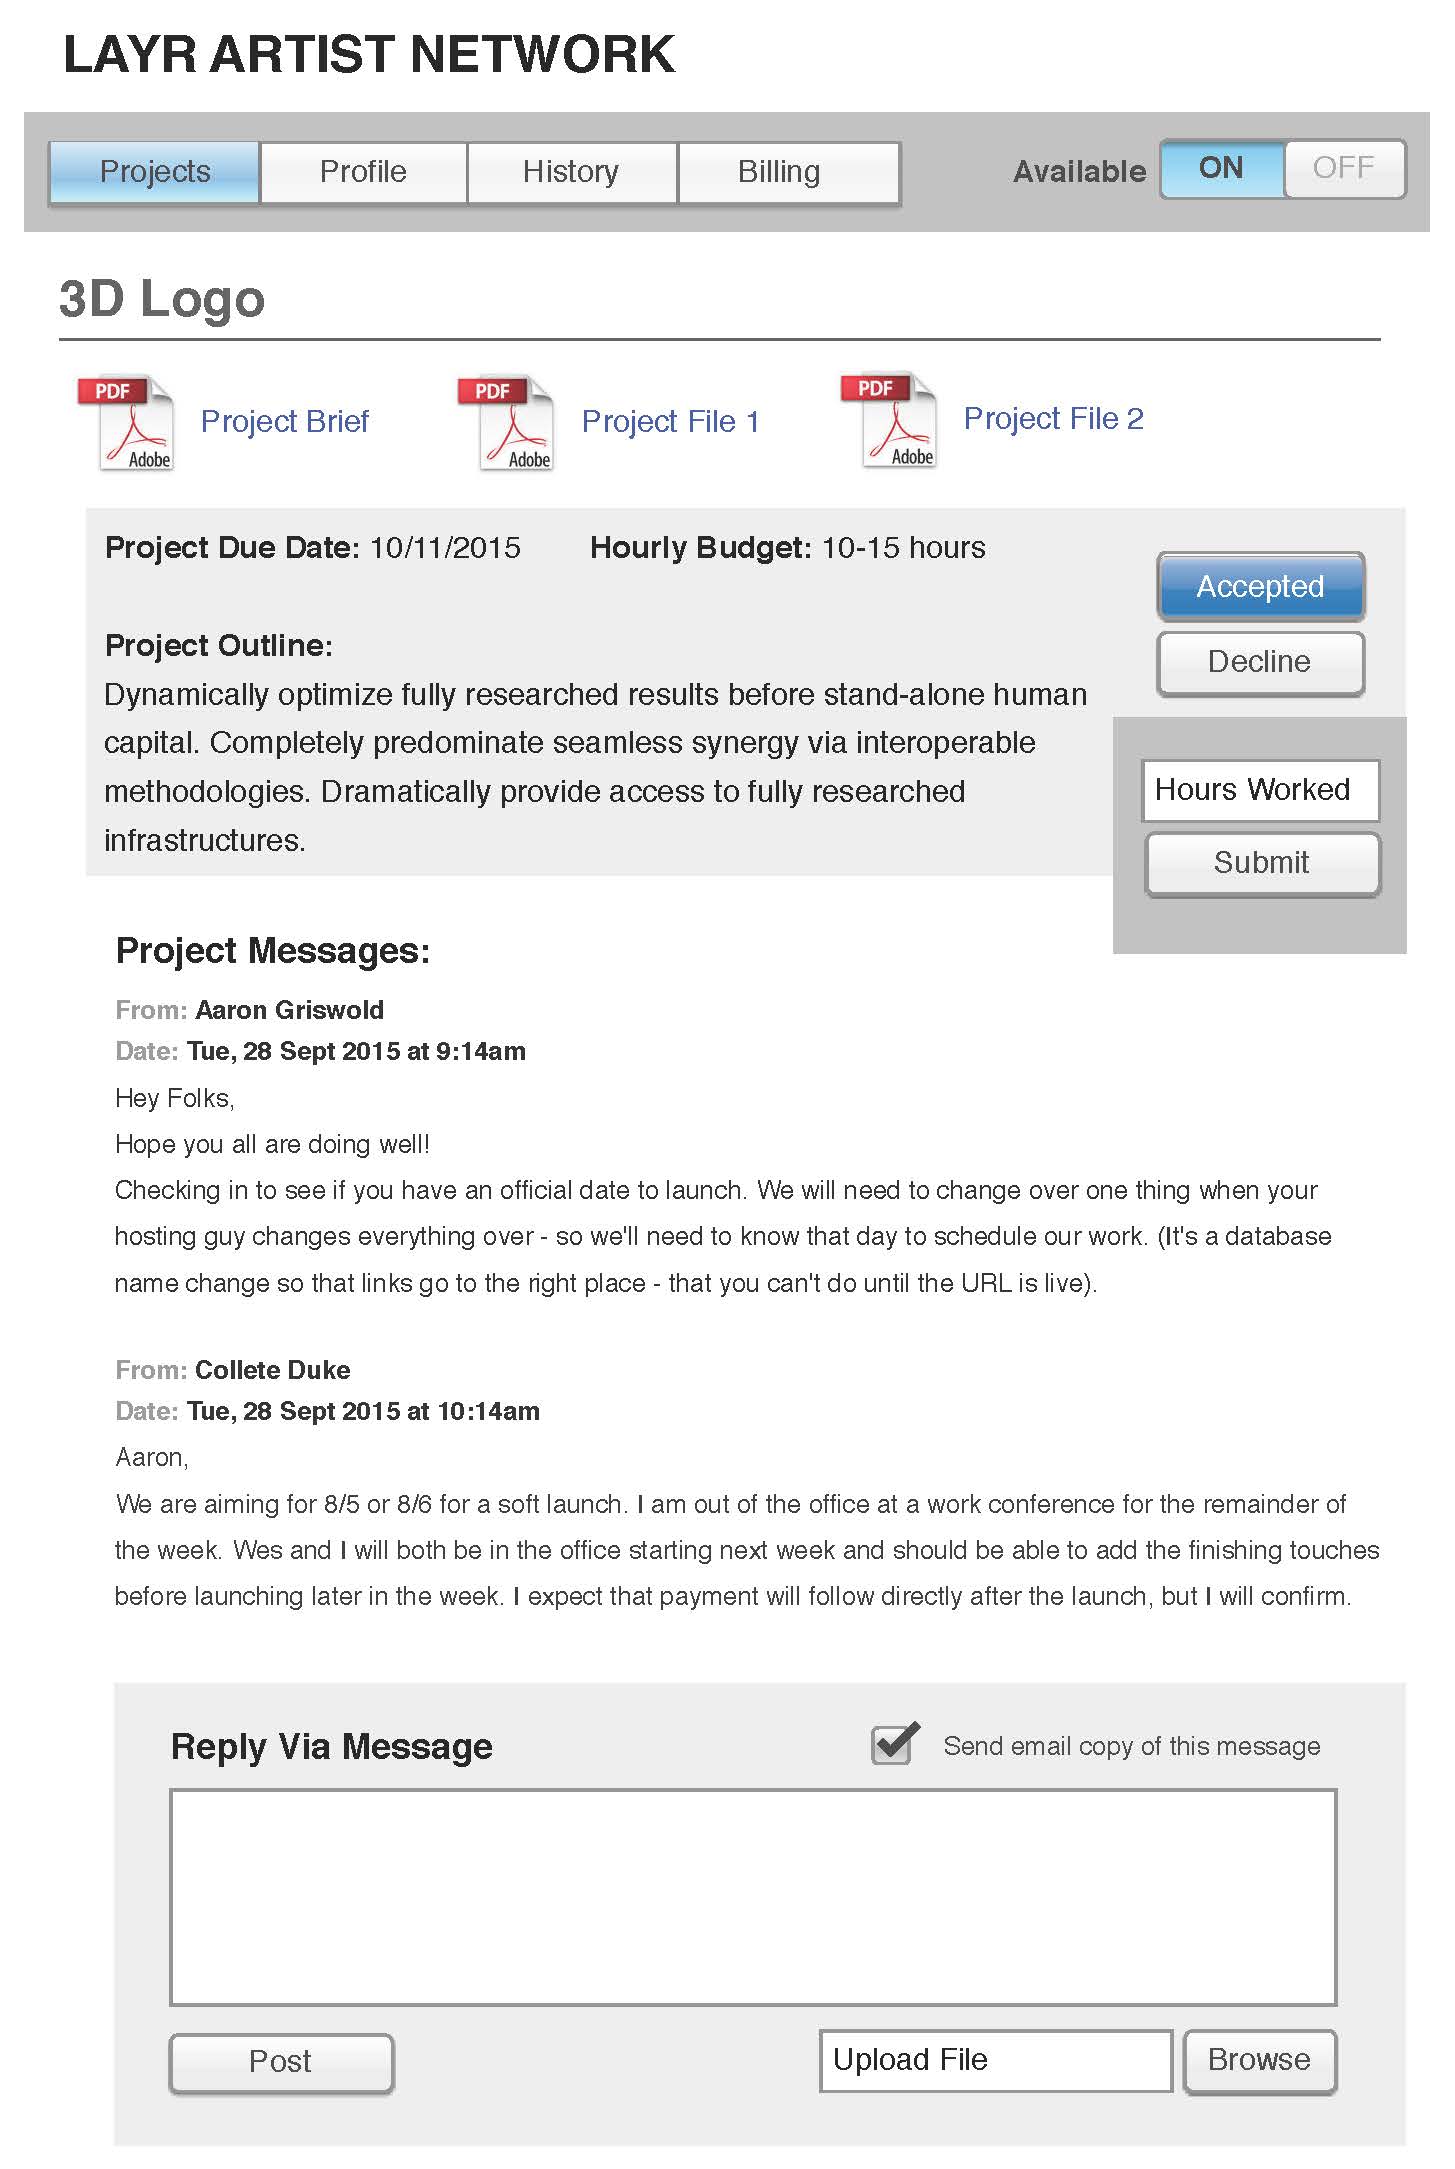 LAYR ARTIST NETWORK
Projects Profile History Billing Available ON OFF
3D Logo
PDF Adobe Project Brief PDF Adobe Project File 1 PDF Adobe Project File 2
Project Due Date: 10/11/2015 Hourly Budget: 10-15 hours
Accepted
Decline
Project Outline:
Dynamically optimize fully researched results before stand-alone human
capital. Completely predominate seamless synergy via interoperable
methodologies. Dramatically provide access to fully researched
infrastructures.
Hours Worked
Submit
Project Messages:
From: Aaron Griswold
Date: Tue, 28 Sept 2015 at 9:14am
Hey Folks,
Hope you all are doing well!
Checking in to see if you have an official date to launch. We will need to change over one thing when your
hosting guy changes everything over - so we'll need to know that day to schedule our work. (It's a database
name change so that links go to the right place - that you can't do until the URL is live).
From: Collete Duke
Date: Tue, 28 Sept 2015 at 10:14am
Aaron,
We are aiming for 8/5 or 8/6 for a soft launch. I am out of the office at a work conference for the remainder of
the week. Wes and I will both be in the office starting next week and should be able to add the finishing touches
before launching later in the week. I expect that payment will follow directly after the launch, but I will confirm.
Reply Via Message Send email copy of this message
Post Upload File Browse